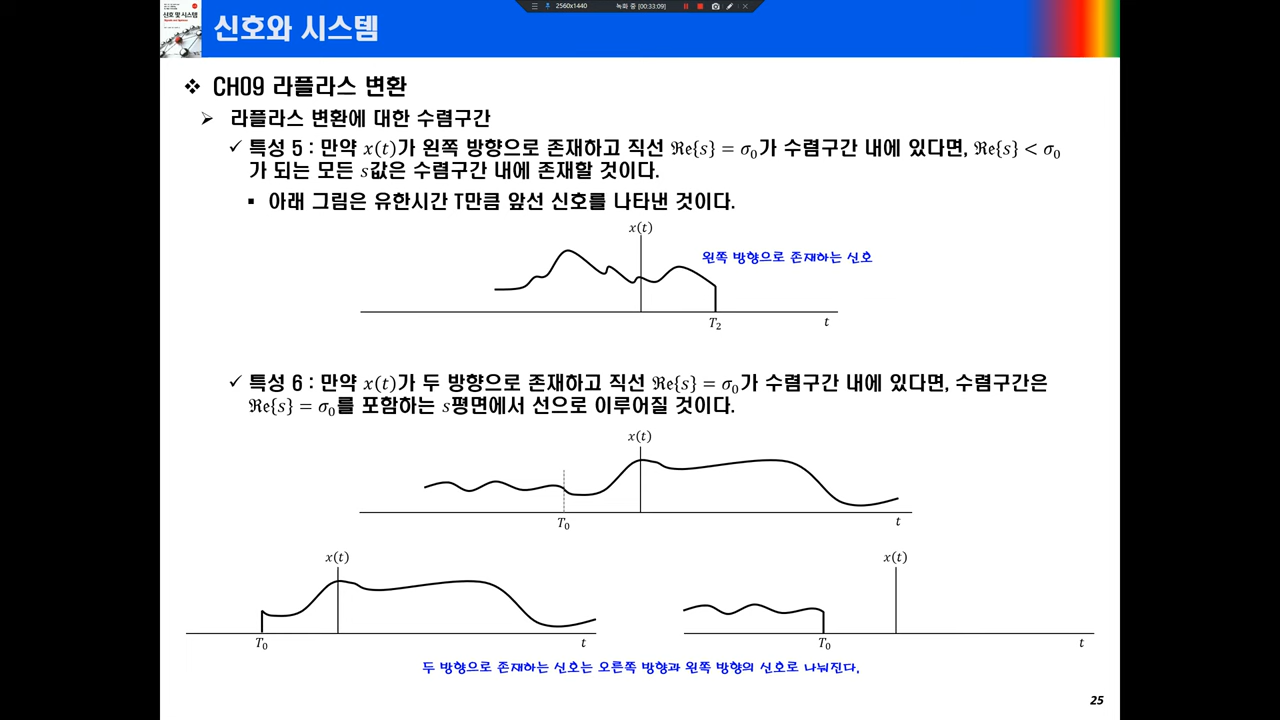 2560x1440
녹화 중 [00:33:09]
신호 및 시스템
신호와 시스템
❖ CH09 라플라스 변환
➢ 라플라스 변환에 대한 수렴구간
✓ 특성 5 : 만약 x(t)가 왼쪽 방향으로 존재하고 직선 ℜe{s} = σ₀가 수렴구간 내에 있다면, ℜe{s} < σ₀
가 되는 모든 s값은 수렴구간 내에 존재할 것이다.
▪ 아래 그림은 유한시간 T만큼 앞선 신호를 나타낸 것이다.
x(t)
왼쪽 방향으로 존재하는 신호
T₂
t
✓ 특성 6 : 만약 x(t)가 두 방향으로 존재하고 직선 ℜe{s} = σ₀가 수렴구간 내에 있다면, 수렴구간은
ℜe{s} = σ₀를 포함하는 s평면에서 선으로 이루어질 것이다.
x(t)
T₀
t
x(t)
T₀
t
x(t)
T₀
t
두 방향으로 존재하는 신호는 오른쪽 방향과 왼쪽 방향의 신호로 나눠진다.
25